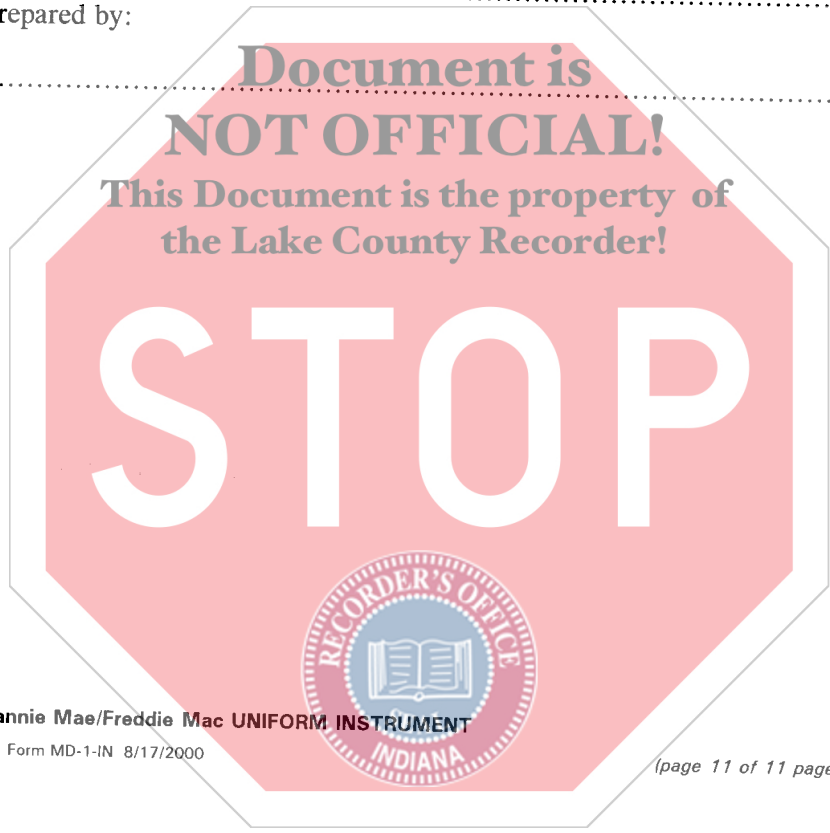 repared by:
Document is
NOT OFFICIAL!
This Document is the property of
the Lake County Recorder!
STOP
RECORDER'S OFFICE
INDIANA
annie Mae/Freddie Mac UNIFORM INSTRUMENT
Form MD-1-IN 8/17/2000
(page 11 of 11 page